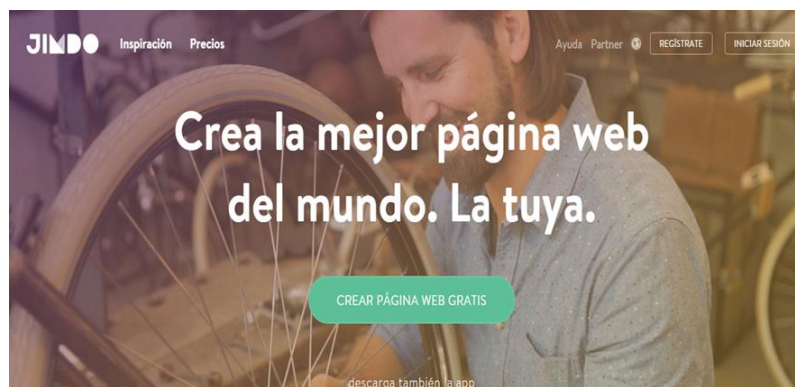 JIMDO Inspiración Precios Ayuda Partner REGÍSTRATE INICIAR SESIÓN
Crea la mejor página web
del mundo. La tuya.
CREAR PÁGINA WEB GRATIS
descarga también la app